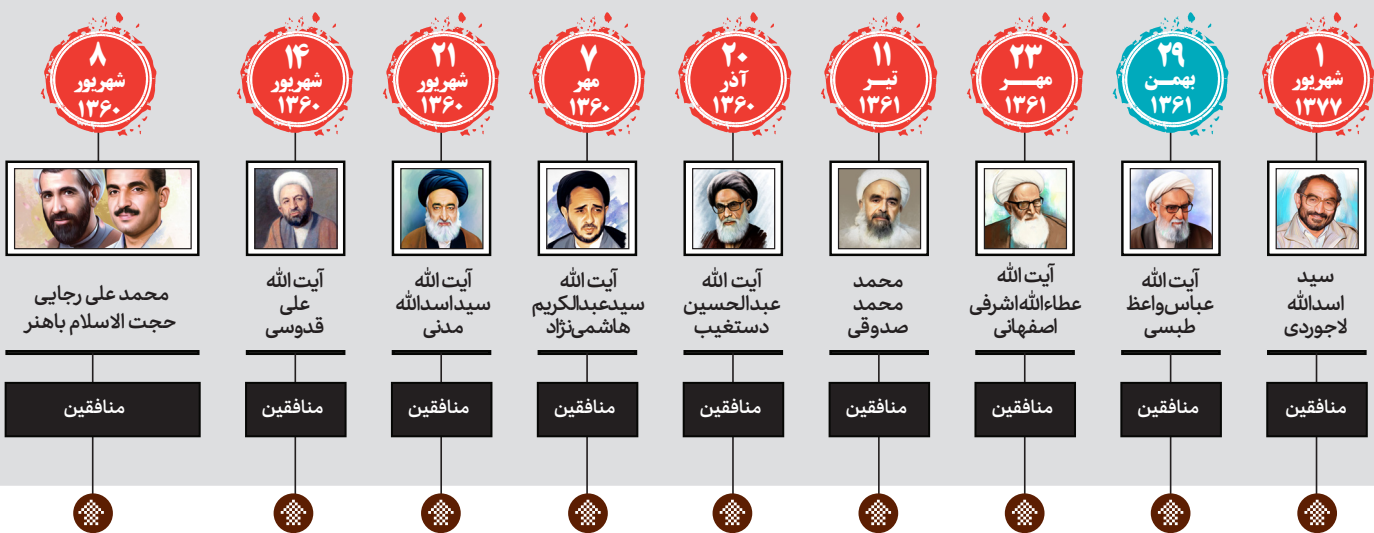 ۸
شهریور
۱۳۶۰
محمد علی رجایی
حجت الاسلام باهنر
منافقین
۱۴
شهریور
۱۳۶۰
آیت الله
علی
قدوسی
منافقین
۲۱
شهریور
۱۳۶۰
آیت الله
سیداسدالله
مدنی
منافقین
۷
مهر
۱۳۶۰
آیت الله
سیدعبدالکریم
هاشمی‌نژاد
منافقین
۲۰
آذر
۱۳۶۰
آیت الله
عبدالحسین
دستغیب
منافقین
۱۱
تیـر
۱۳۶۱
محمد
محمد
صدوقی
منافقین
۲۳
مهـر
۱۳۶۱
آیت الله
عطاءالله‌اشرفی
اصفهانی
منافقین
۲۹
بهمن
۱۳۶۱
آیت الله
عباس‌واعظ
طبسی
منافقین
۱
شهریور
۱۳۷۷
سید
اسدالله
لاجوردی
منافقین